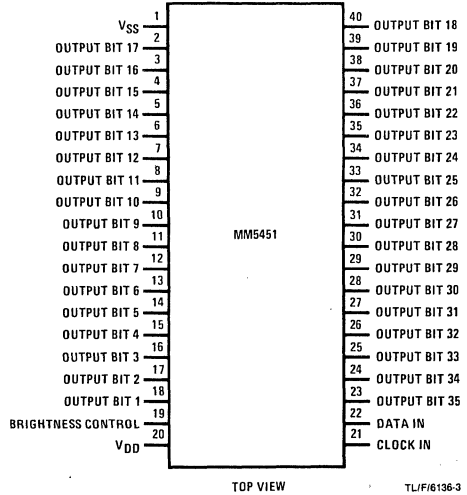 1 40
VSS OUTPUT BIT 18
2 39
OUTPUT BIT 17 OUTPUT BIT 19
3 38
OUTPUT BIT 16 OUTPUT BIT 20
4 37
OUTPUT BIT 15 OUTPUT BIT 21
5 36
OUTPUT BIT 14 OUTPUT BIT 22
6 35
OUTPUT BIT 13 OUTPUT BIT 23
7 34
OUTPUT BIT 12 OUTPUT BIT 24
8 33
OUTPUT BIT 11 OUTPUT BIT 25
9 32
OUTPUT BIT 10 OUTPUT BIT 26
10 31
OUTPUT BIT 9 MM5451 OUTPUT BIT 27
11 30
OUTPUT BIT 8 OUTPUT BIT 28
12 29
OUTPUT BIT 7 OUTPUT BIT 29
13 28
OUTPUT BIT 6 OUTPUT BIT 30
14 27
OUTPUT BIT 5 OUTPUT BIT 31
15 26
OUTPUT BIT 4 OUTPUT BIT 32
16 25
OUTPUT BIT 3 OUTPUT BIT 33
17 24
OUTPUT BIT 2 OUTPUT BIT 34
18 23
OUTPUT BIT 1 OUTPUT BIT 35
19 22
BRIGHTNESS CONTROL DATA IN
20 21
VDD CLOCK IN
TOP VIEW TL/F/6136-3